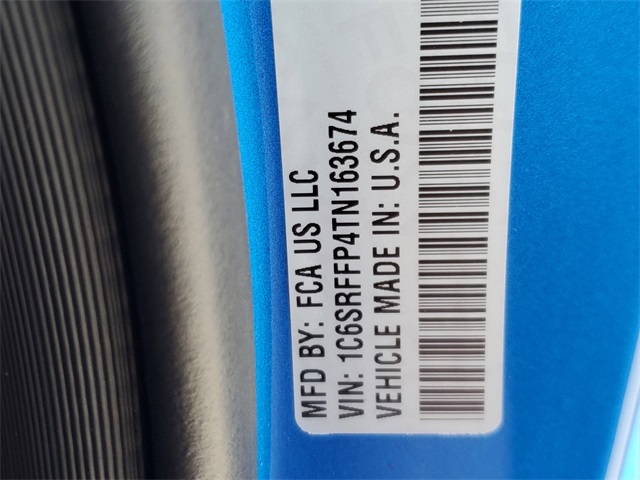 MFD BY: FCA US LLC
VIN: 1C6SRFFP4TN163674
VEHICLE MADE IN: U.S.A.